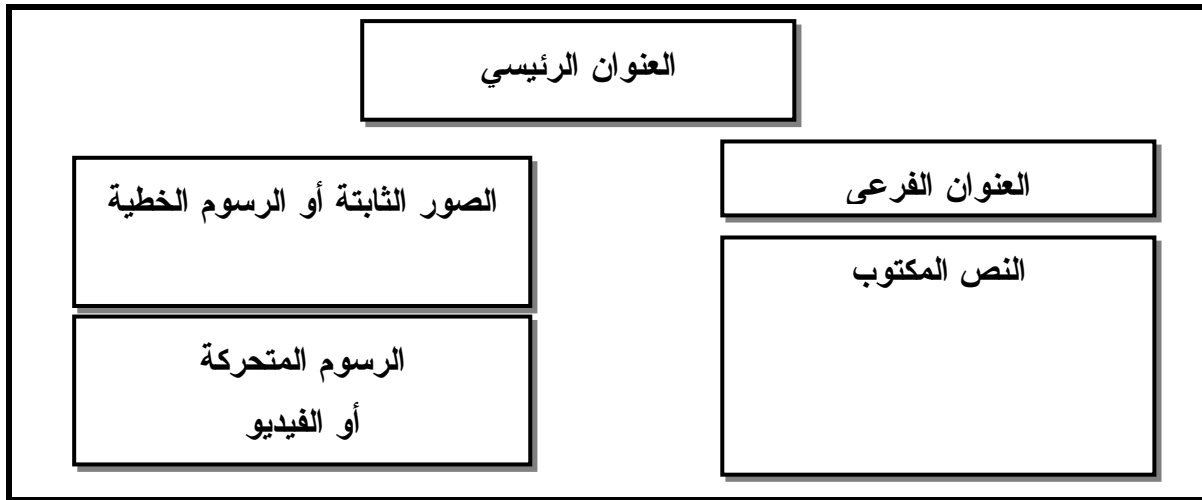 العنوان الرئيسي
العنوان الفرعى
النص المكتوب
الصور الثابتة أو الرسوم الخطية
الرسوم المتحركة
أو الفيديو